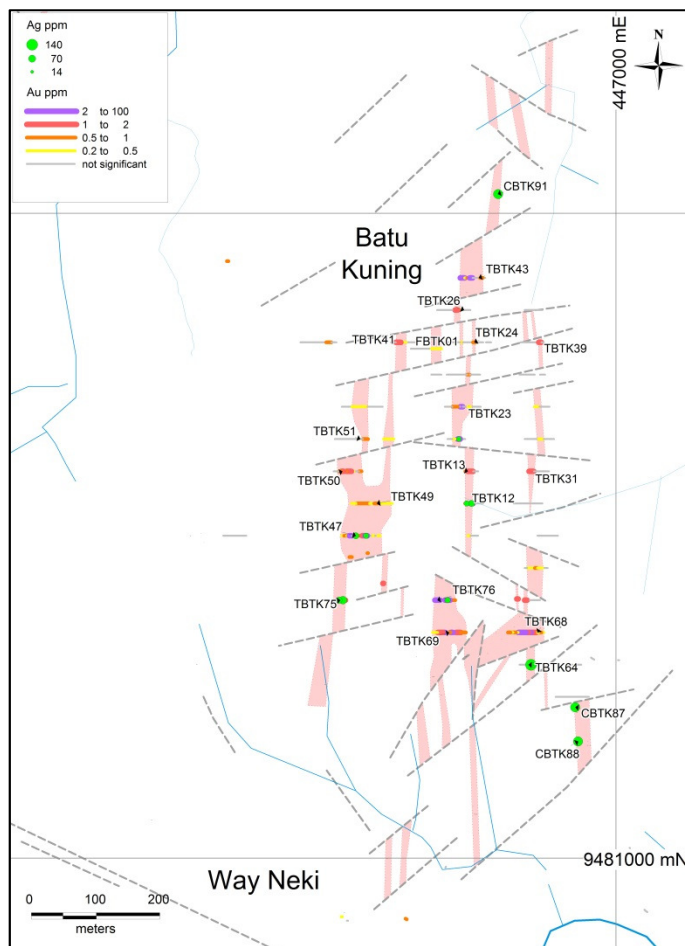 Ag ppm
140
70
14
Au ppm
2 to 100
1 to 2
0.5 to 1
0.2 to 0.5
not significant
N
447000 mE
CBTK91
Batu
Kuning
TBTK43
TBTK26
TBTK41
FBTK01
TBTK24
TBTK39
TBTK23
TBTK51
TBTK50
TBTK13
TBTK31
TBTK49
TBTK12
TBTK47
TBTK75
TBTK76
TBTK69
TBTK68
TBTK64
CBTK87
CBTK88
9481000 mN
Way Neki
0 100 200
meters